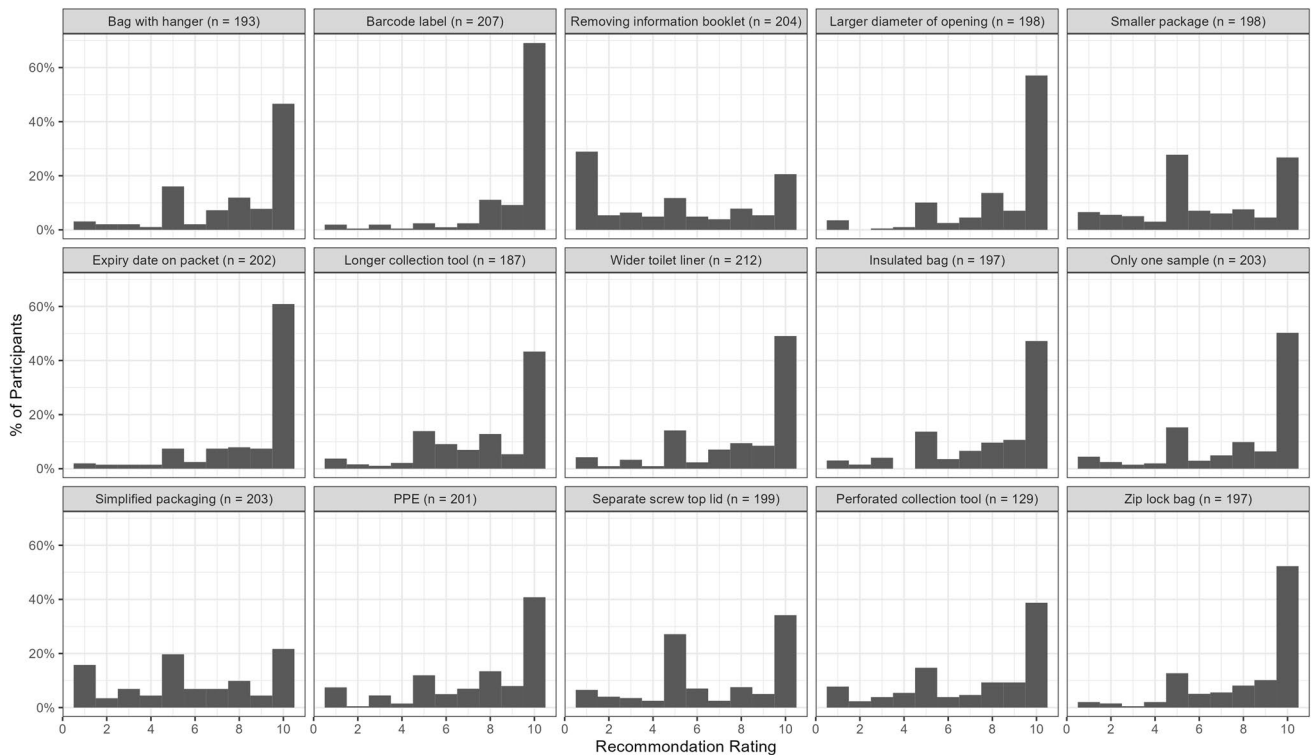 Bag with hanger (n = 193)
Barcode label (n = 207)
Removing information booklet (n = 204)
Larger diameter of opening (n = 198)
Smaller package (n = 198)
60%
40%
20%
0%
Expiry date on packet (n = 202)
Longer collection tool (n = 187)
Wider toilet liner (n = 212)
Insulated bag (n = 197)
Only one sample (n = 203)
60%
40%
20%
0%
% of Participants
Simplified packaging (n = 203)
PPE (n = 201)
Separate screw top lid (n = 199)
Perforated collection tool (n = 129)
Zip lock bag (n = 197)
60%
40%
20%
0%
0 2 4 6 8 10
0 2 4 6 8 10
0 2 4 6 8 10
0 2 4 6 8 10
0 2 4 6 8 10
Recommondation Rating